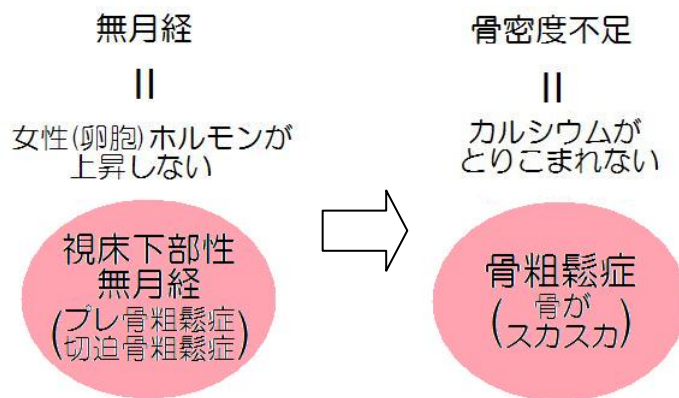 無月経
=
女性(卵胞)ホルモンが
上昇しない
視床下部性
無月経
(プレ骨粗鬆症
切迫骨粗鬆症)
骨密度不足
=
カルシウムが
とりこまれない
骨粗鬆症
(骨が
スカスカ)